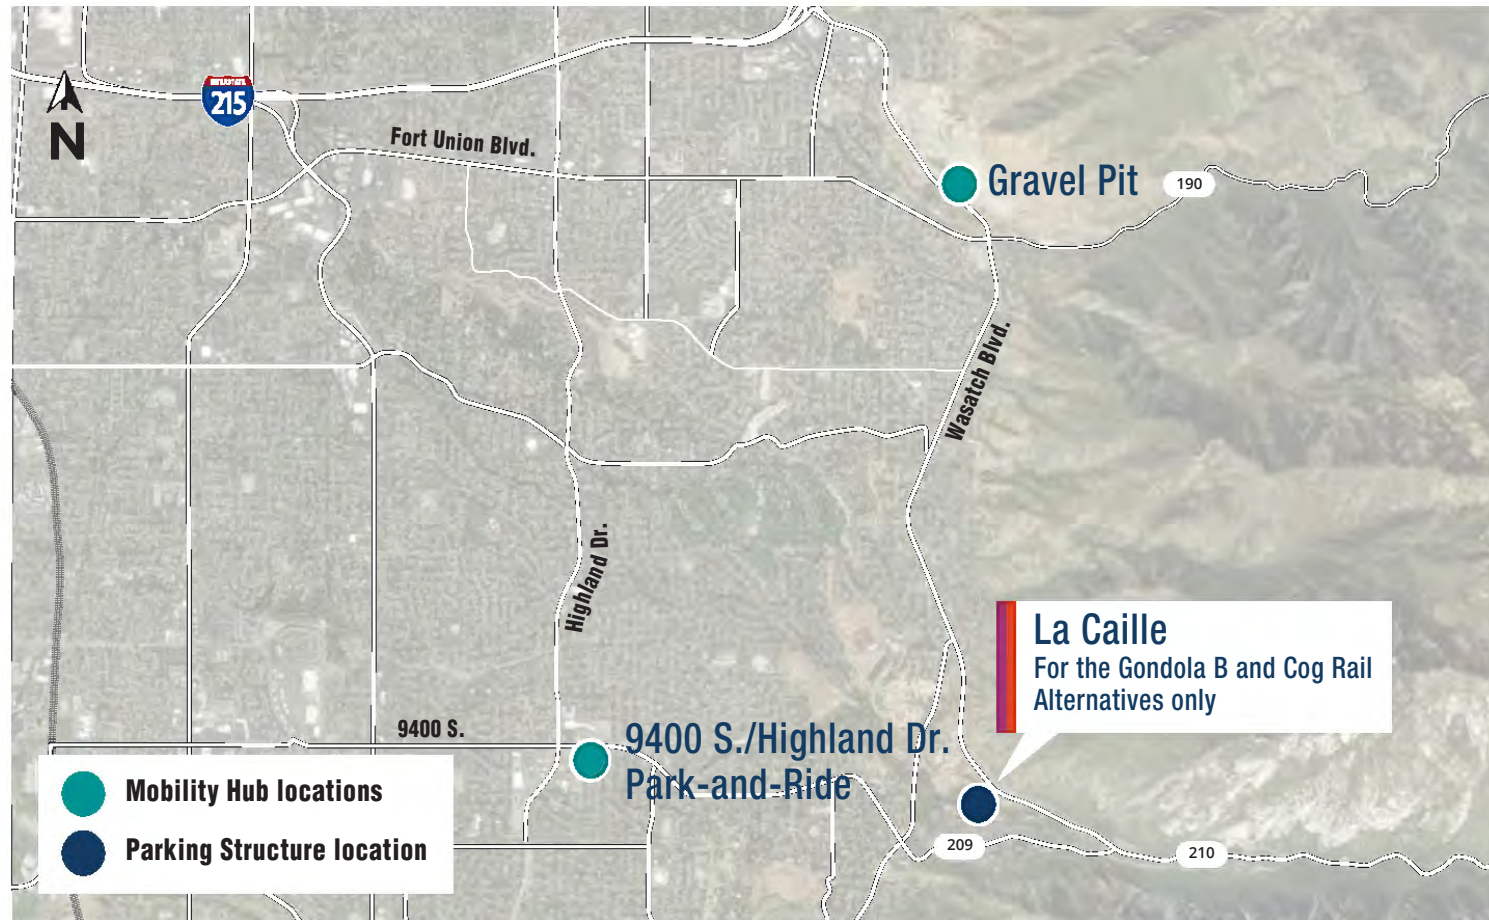 INTERSTATE
215
N
Fort Union Blvd.
Gravel Pit
190
Wasatch Blvd.
Highland Dr.
La Caille
For the Gondola B and Cog Rail
Alternatives only
9400 S.
9400 S./Highland Dr.
Park-and-Ride
Mobility Hub locations
Parking Structure location
209
210